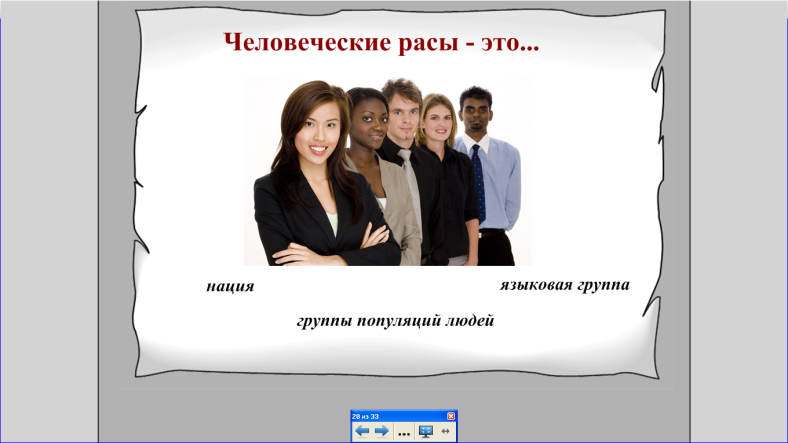 Человеческие расы - это...
нация
языковая группа
группы популяций людей
28 из 33